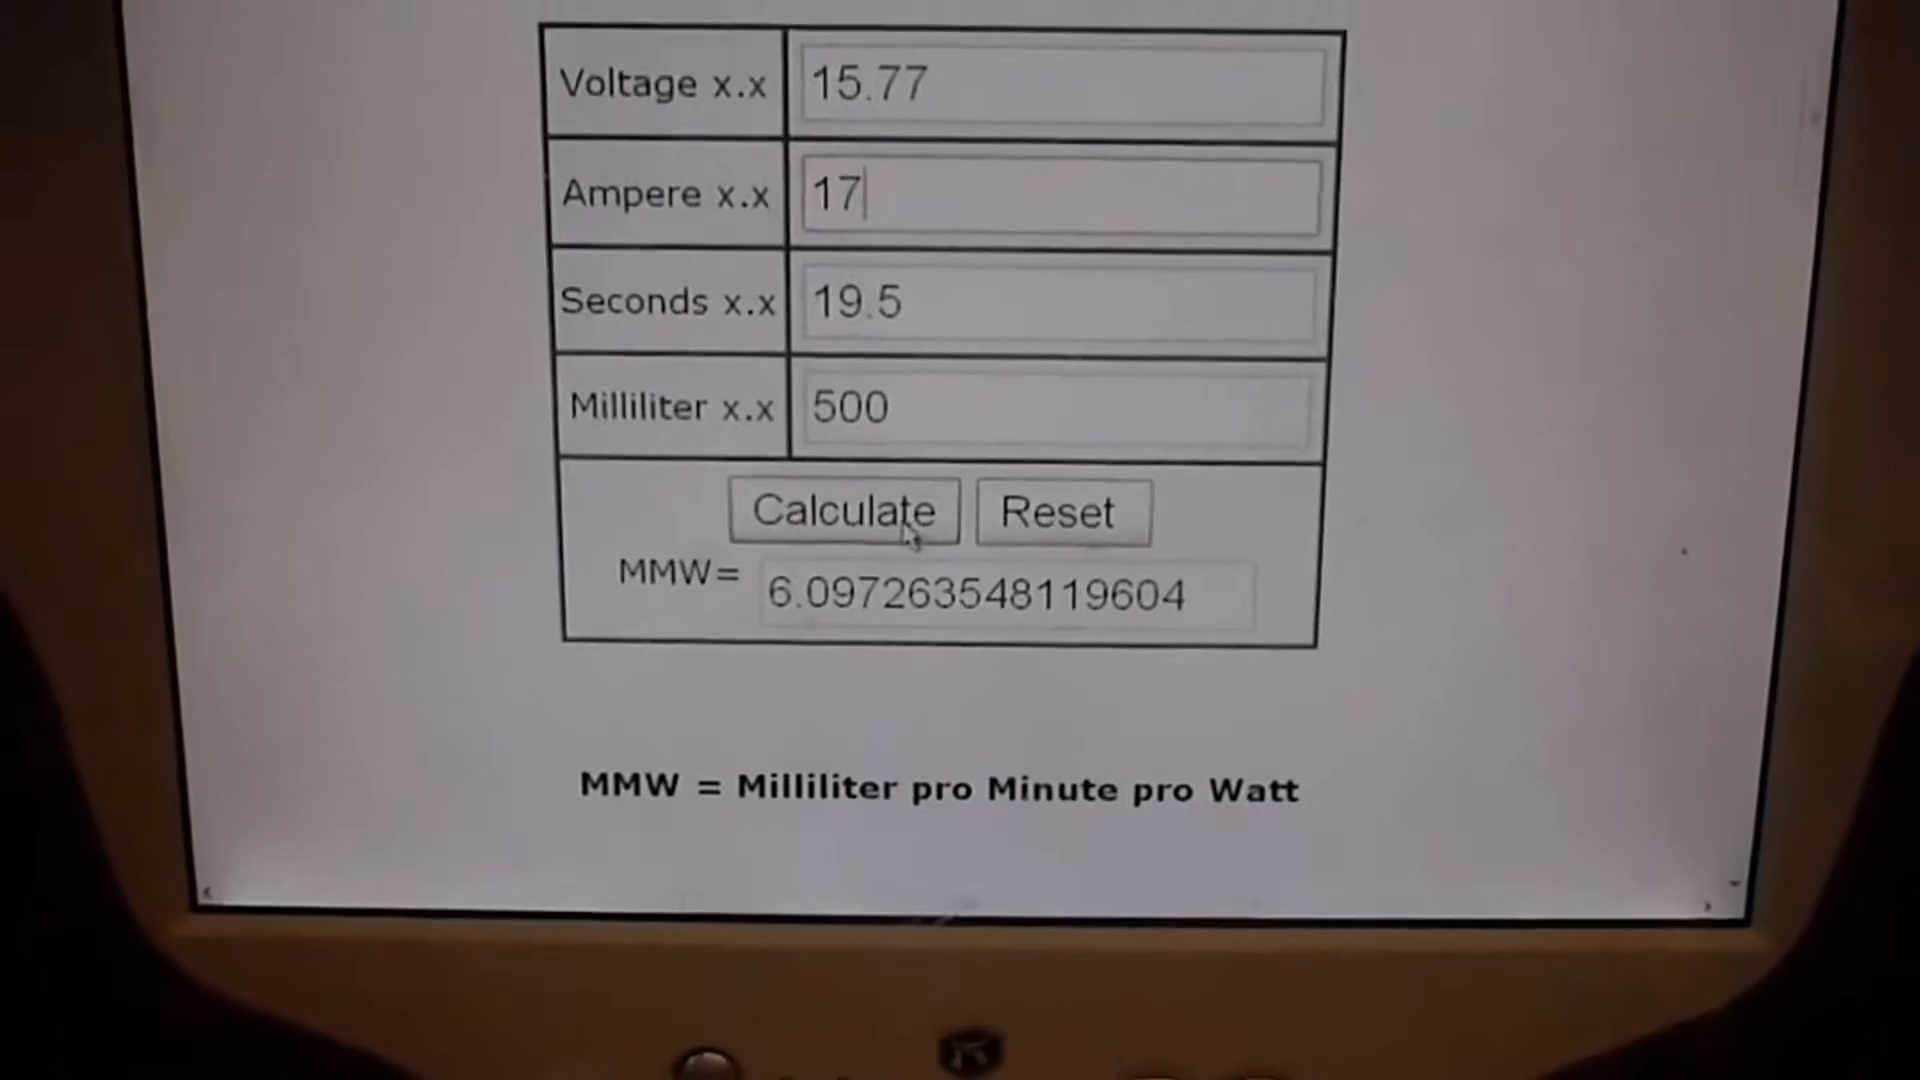 Voltage x.x 15.77
Ampere x.x 17
Seconds x.x 19.5
Milliliter x.x 500
Calculate Reset
MMW= 6.097263548119604
MMW = Milliliter pro Minute pro Watt